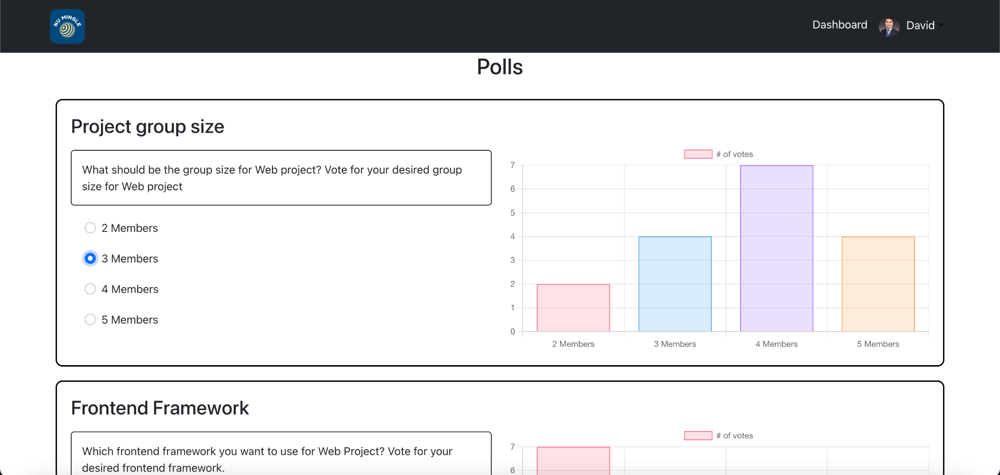 NU MINGLE
Dashboard
David
Polls
Project group size
What should be the group size for Web project? Vote for your desired group
size for Web project
2 Members
3 Members
4 Members
5 Members
# of votes
7
6
5
4
3
2
1
0
2 Members
3 Members
4 Members
5 Members
Frontend Framework
Which frontend framework you want to use for Web Project? Vote for your
desired frontend framework.
# of votes
7
6